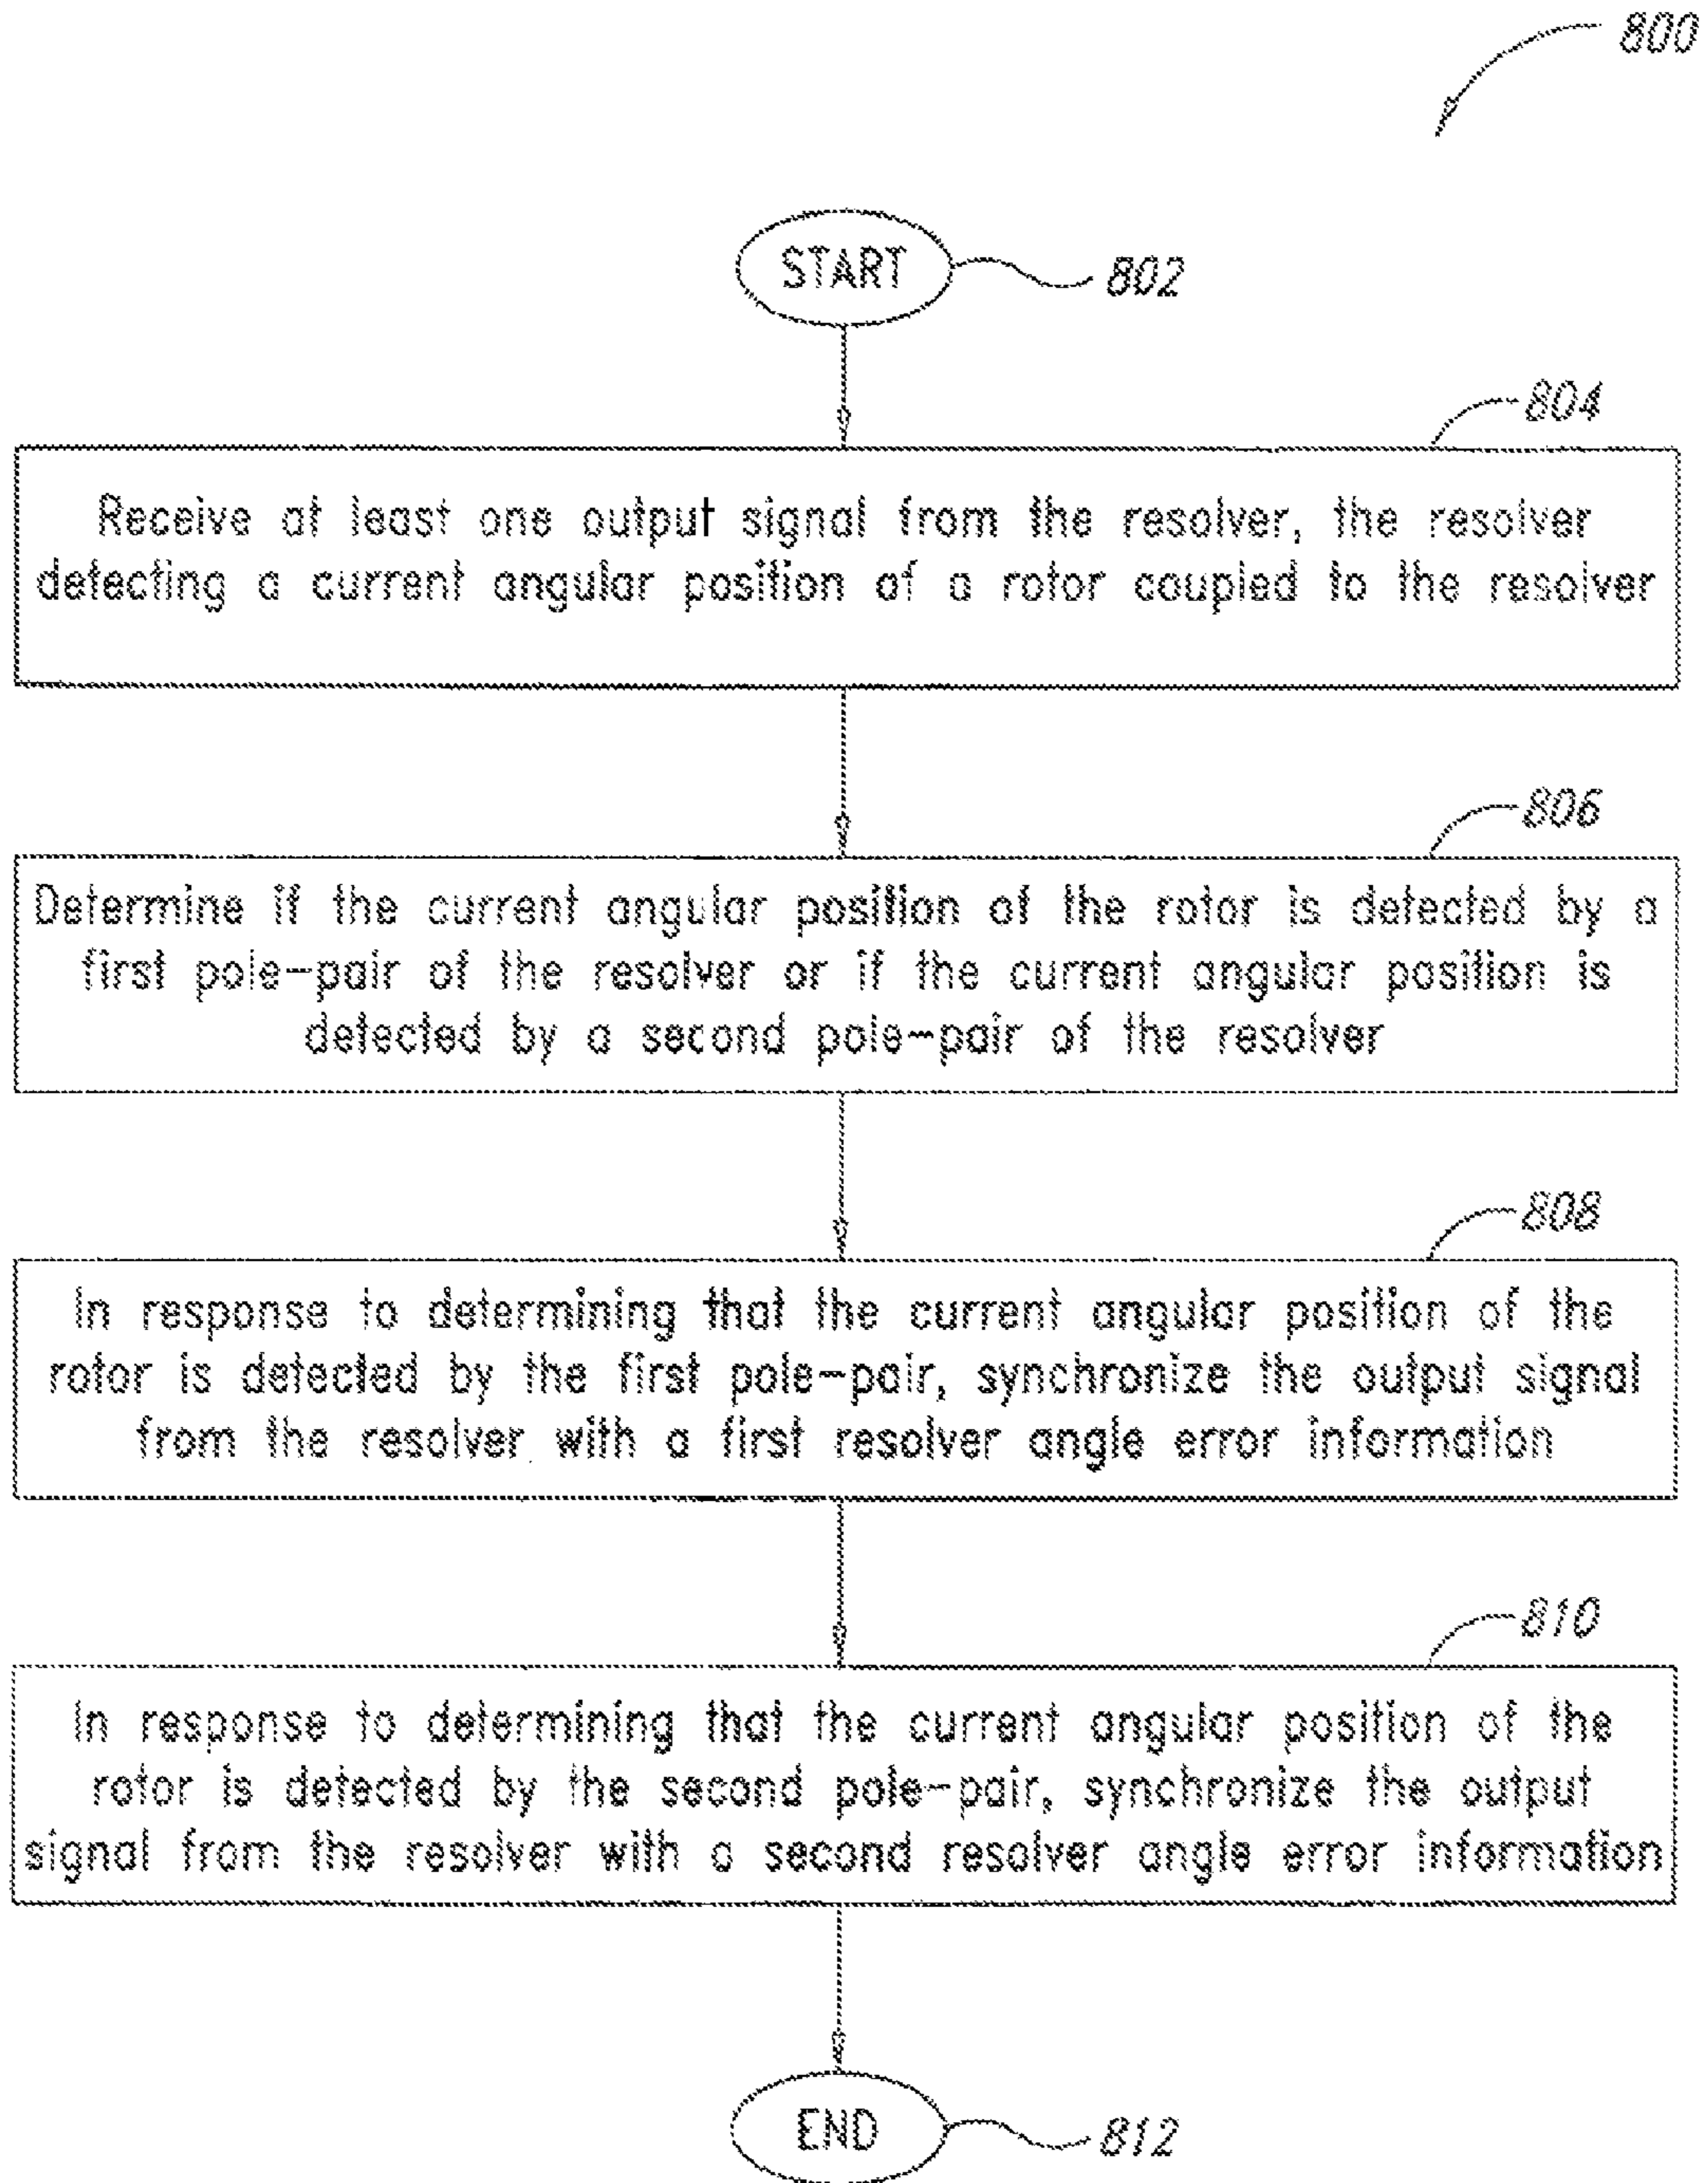 800
START
802
804
Receive at least one output signal from the resolver, the resolver
detecting a current angular position of a rotor coupled to the resolver
806
Determine if the current angular position of the rotor is detected by a
first pole-pair of the resolver or if the current angular position is
detected by a second pole-pair of the resolver
808
In response to determining that the current angular position of the
rotor is detected by the first pole-pair, synchronize the output signal
from the resolver with a first resolver angle error information
810
In response to determining that the current angular position of the
rotor is detected by the second pole-pair, synchronize the output
signal from the resolver with a second resolver angle error information
END
812